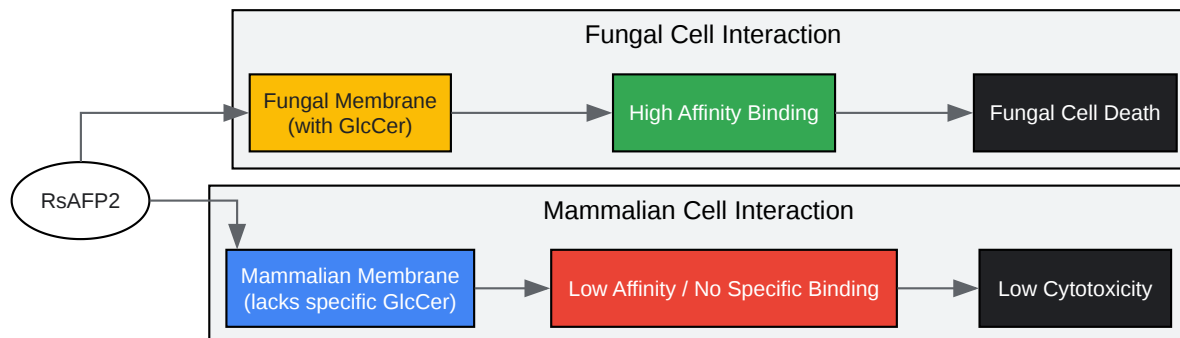 Fungal Cell Interaction
Fungal Membrane
(with GlcCer)
High Affinity Binding
Fungal Cell Death
RsAFP2
Mammalian Cell Interaction
Mammalian Membrane
(lacks specific GlcCer)
Low Affinity / No Specific Binding
Low Cytotoxicity